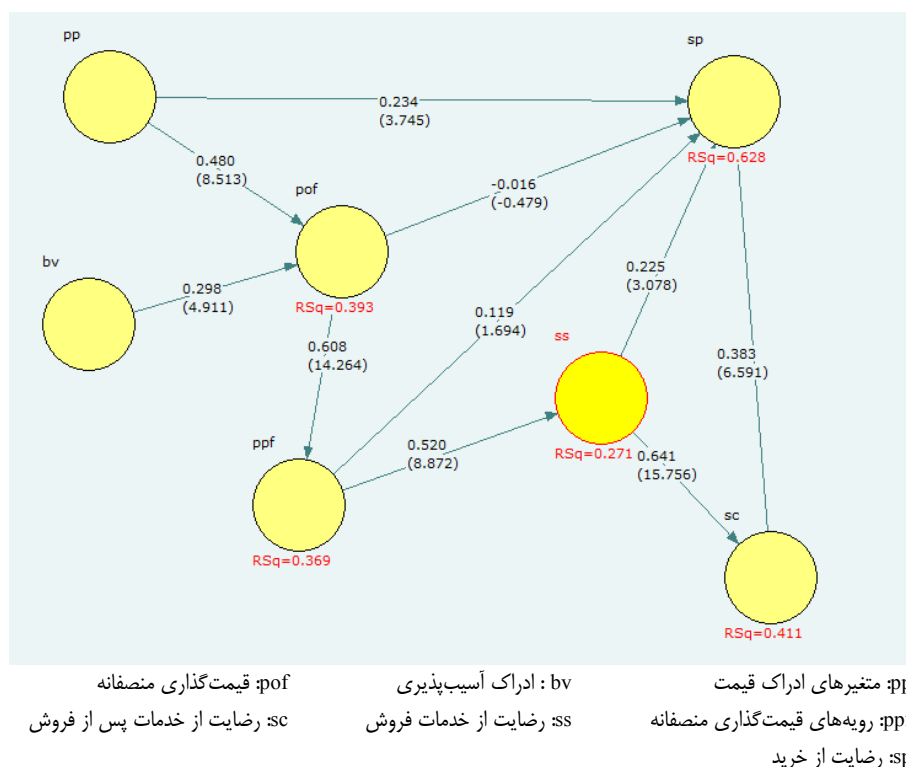 pp
sp
0.234
(3.745)
RSq=0.628
0.480
(8.513)
pof
-0.016
(-0.479)
bv
0.298
(4.911)
RSq=0.393
0.225
(3.078)
0.119
(1.694)
ss
0.608
(14.264)
0.383
(6.591)
ppf
0.520
(8.872)
RSq=0.271
0.641
(15.756)
sc
RSq=0.369
RSq=0.411
pp: متغیرهای ادراک قیمت bv : ادراک آسیب‌پذیری pof: قیمت‌گذاری منصفانه
pp: رویه‌های قیمت‌گذاری منصفانه ss: رضایت از خدمات فروش sc: رضایت از خدمات پس از فروش
sp: رضایت از خرید